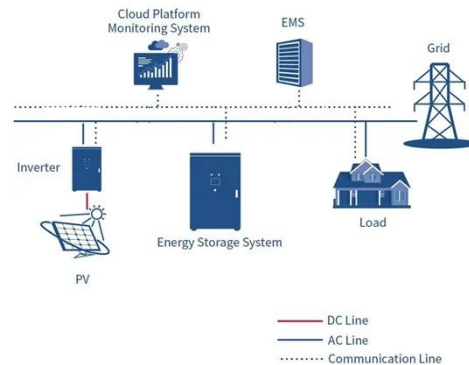 Cloud Platform
Monitoring System
EMS
Grid
Inverter
Energy Storage System
Load
PV
DC Line
AC Line
Communication Line